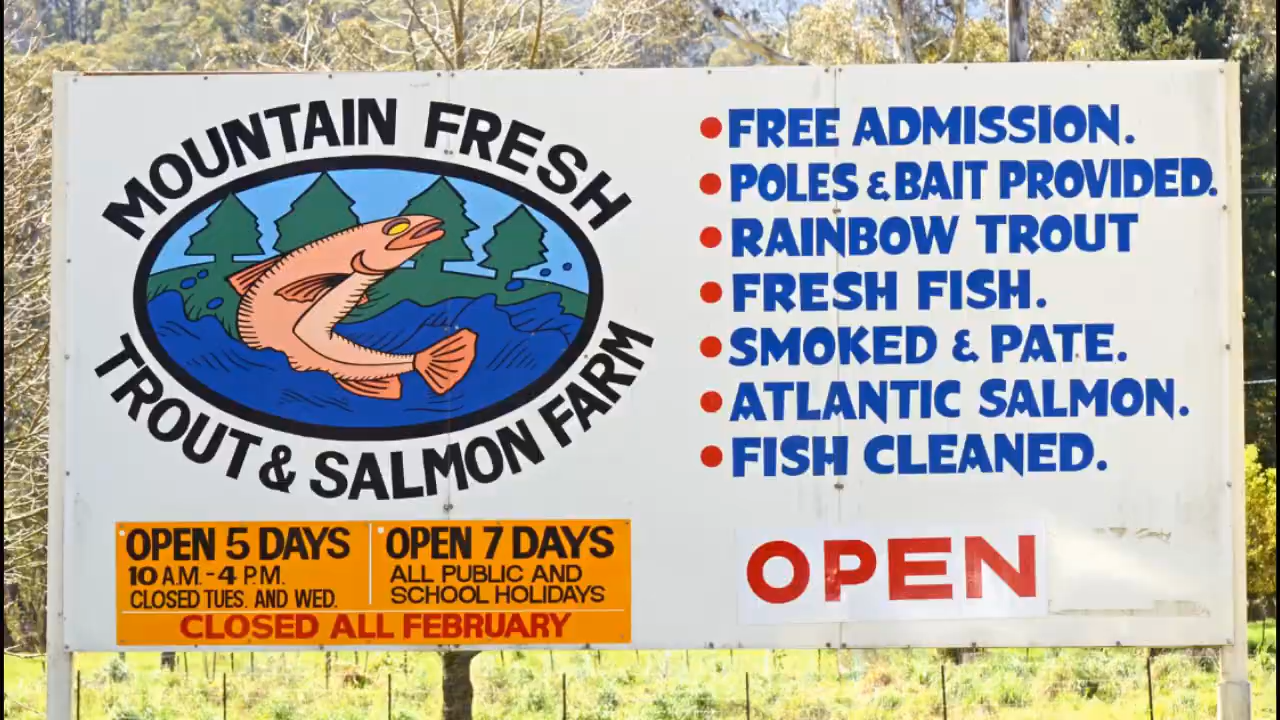 MOUNTAIN FRESH
TROUT & SALMON FARM
• FREE ADMISSION.
• POLES & BAIT PROVIDED.
• RAINBOW TROUT
• FRESH FISH.
• SMOKED & PATE.
• ATLANTIC SALMON.
• FISH CLEANED.
OPEN 5 DAYS
10 A.M. - 4 P.M.
CLOSED TUES. AND WED.
OPEN 7 DAYS
ALL PUBLIC AND
SCHOOL HOLIDAYS
CLOSED ALL FEBRUARY
OPEN